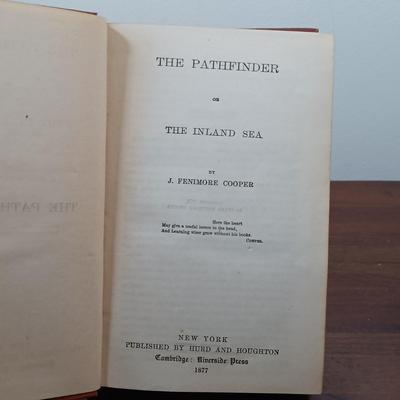 THE PATHFINDER
OR
THE INLAND SEA
BY
J. FENIMORE COOPER
Here the heart
May give a useful lesson to the head,
And Learning wiser grow without his books.
COWPER.
NEW YORK
PUBLISHED BY HURD AND HOUGHTON
Cambridge: Riverside Press
1877